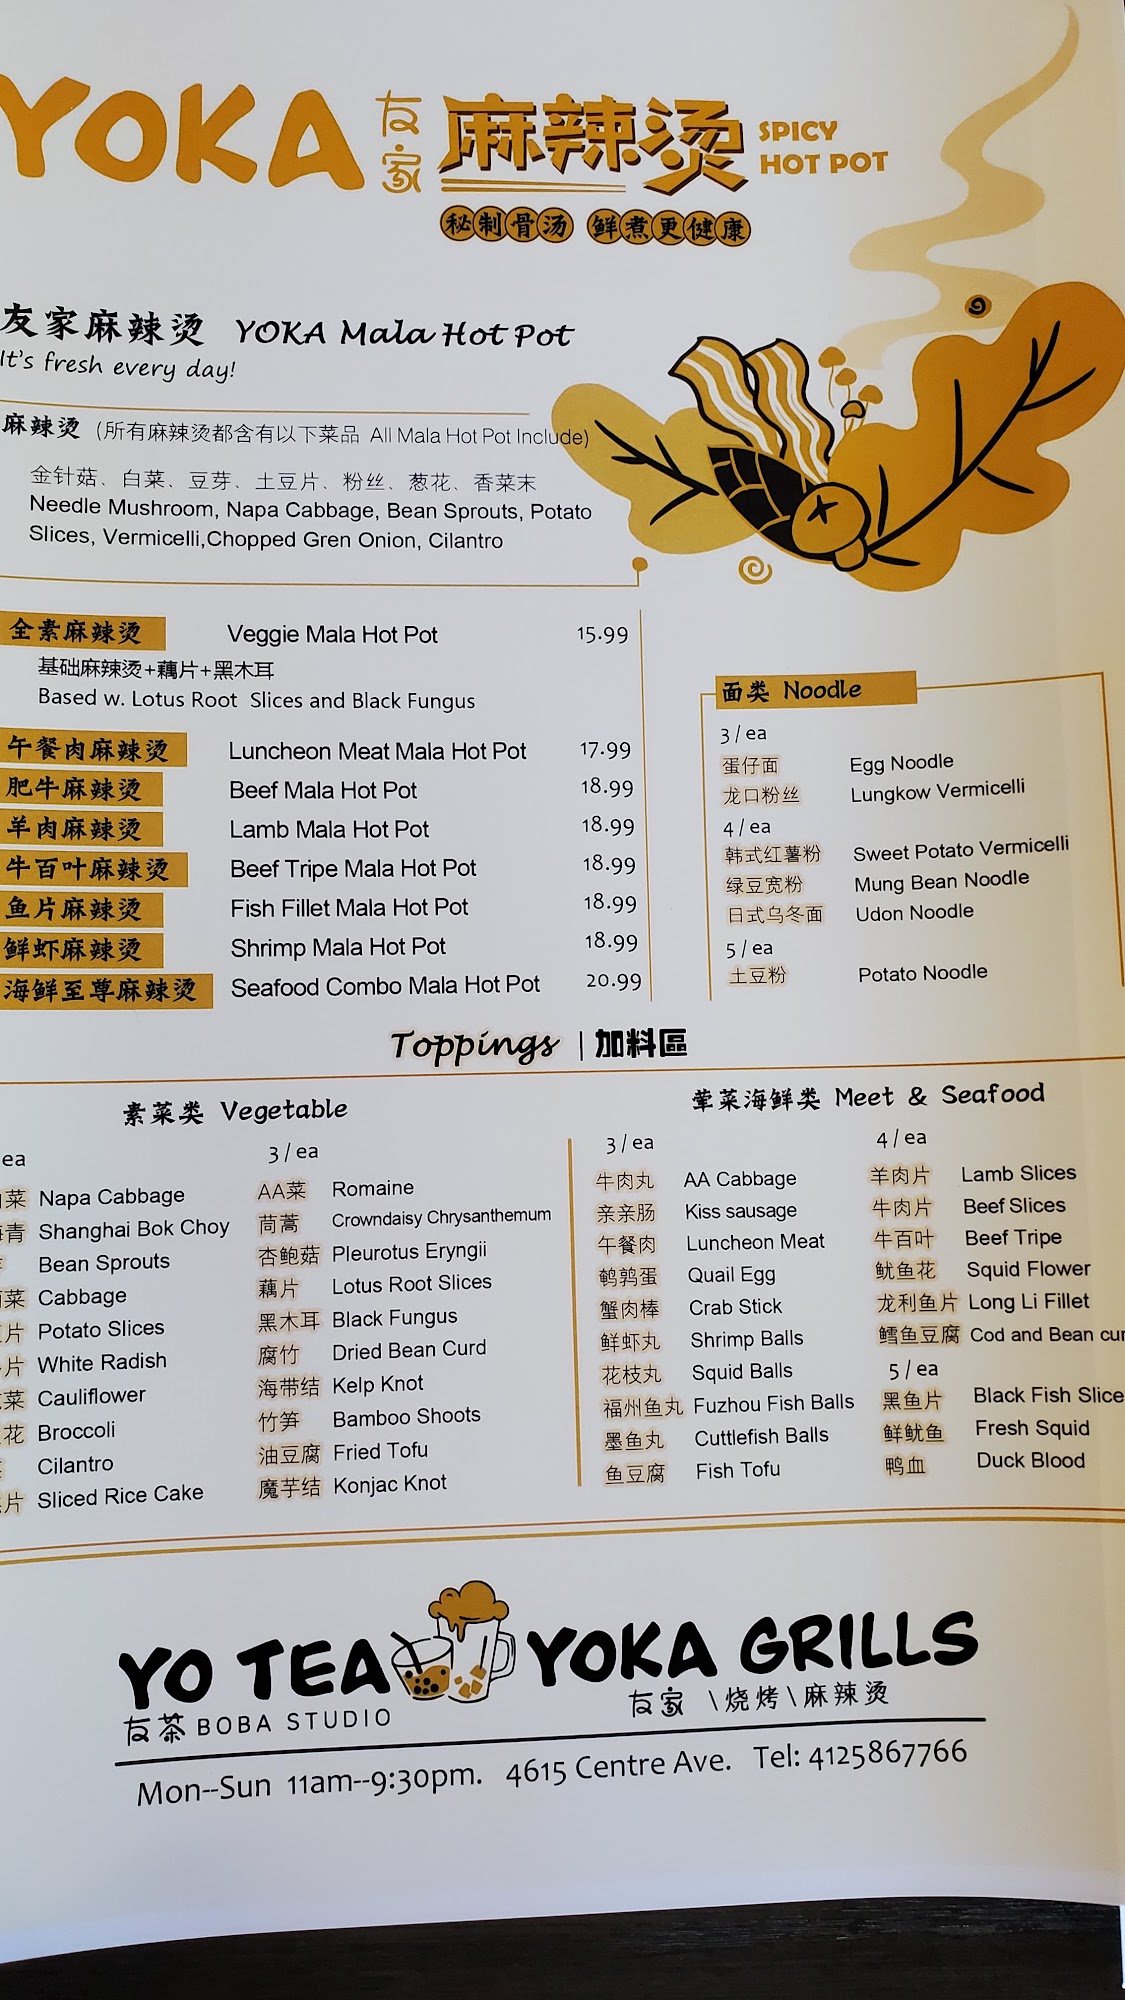 YOKA 友家 麻辣烫 SPICY HOT POT
秘制骨汤 鲜煮更健康
友家麻辣烫 YOKA Mala Hot Pot
It's fresh every day!
麻辣烫 (所有麻辣烫都含有以下菜品 All Mala Hot Pot Include)
金针菇、白菜、豆芽、土豆片、粉丝、葱花、香菜末
Needle Mushroom, Napa Cabbage, Bean Sprouts, Potato
Slices, Vermicelli,Chopped Gren Onion, Cilantro
全素麻辣烫 Veggie Mala Hot Pot 15.99
基础麻辣烫+藕片+黑木耳
Based w. Lotus Root Slices and Black Fungus
午餐肉麻辣烫 Luncheon Meat Mala Hot Pot 17.99
肥牛麻辣烫 Beef Mala Hot Pot 18.99
羊肉麻辣烫 Lamb Mala Hot Pot 18.99
牛百叶麻辣烫 Beef Tripe Mala Hot Pot 18.99
鱼片麻辣烫 Fish Fillet Mala Hot Pot 18.99
鲜虾麻辣烫 Shrimp Mala Hot Pot 18.99
海鲜至尊麻辣烫 Seafood Combo Mala Hot Pot 20.99
面类 Noodle
3/ea
蛋仔面 Egg Noodle
龙口粉丝 Lungkow Vermicelli
4/ea
韩式红薯粉 Sweet Potato Vermicelli
绿豆宽粉 Mung Bean Noodle
日式乌冬面 Udon Noodle
5/ea
土豆粉 Potato Noodle
Toppings | 加料區
素菜类 Vegetable
ea
菜 Napa Cabbage
青 Shanghai Bok Choy
Bean Sprouts
菜 Cabbage
片 Potato Slices
片 White Radish
菜 Cauliflower
花 Broccoli
Cilantro
片 Sliced Rice Cake
3/ea
AA菜 Romaine
茼蒿 Crowndaisy Chrysanthemum
杏鲍菇 Pleurotus Eryngii
藕片 Lotus Root Slices
黑木耳 Black Fungus
腐竹 Dried Bean Curd
海带结 Kelp Knot
竹笋 Bamboo Shoots
油豆腐 Fried Tofu
魔芋结 Konjac Knot
荤菜海鲜类 Meet & Seafood
3/ea
牛肉丸 AA Cabbage
亲亲肠 Kiss sausage
午餐肉 Luncheon Meat
鹌鹑蛋 Quail Egg
蟹肉棒 Crab Stick
鲜虾丸 Shrimp Balls
花枝丸 Squid Balls
福州鱼丸 Fuzhou Fish Balls
墨鱼丸 Cuttlefish Balls
鱼豆腐 Fish Tofu
4/ea
羊肉片 Lamb Slices
牛肉片 Beef Slices
牛百叶 Beef Tripe
鱿鱼花 Squid Flower
龙利鱼片 Long Li Fillet
鳕鱼豆腐 Cod and Bean cur
5/ea
黑鱼片 Black Fish Slice
鲜鱿鱼 Fresh Squid
鸭血 Duck Blood
YO TEA YOKA GRILLS
友茶 BOBA STUDIO 友家 \烧烤\麻辣烫
Mon--Sun 11am--9:30pm. 4615 Centre Ave. Tel: 4125867766